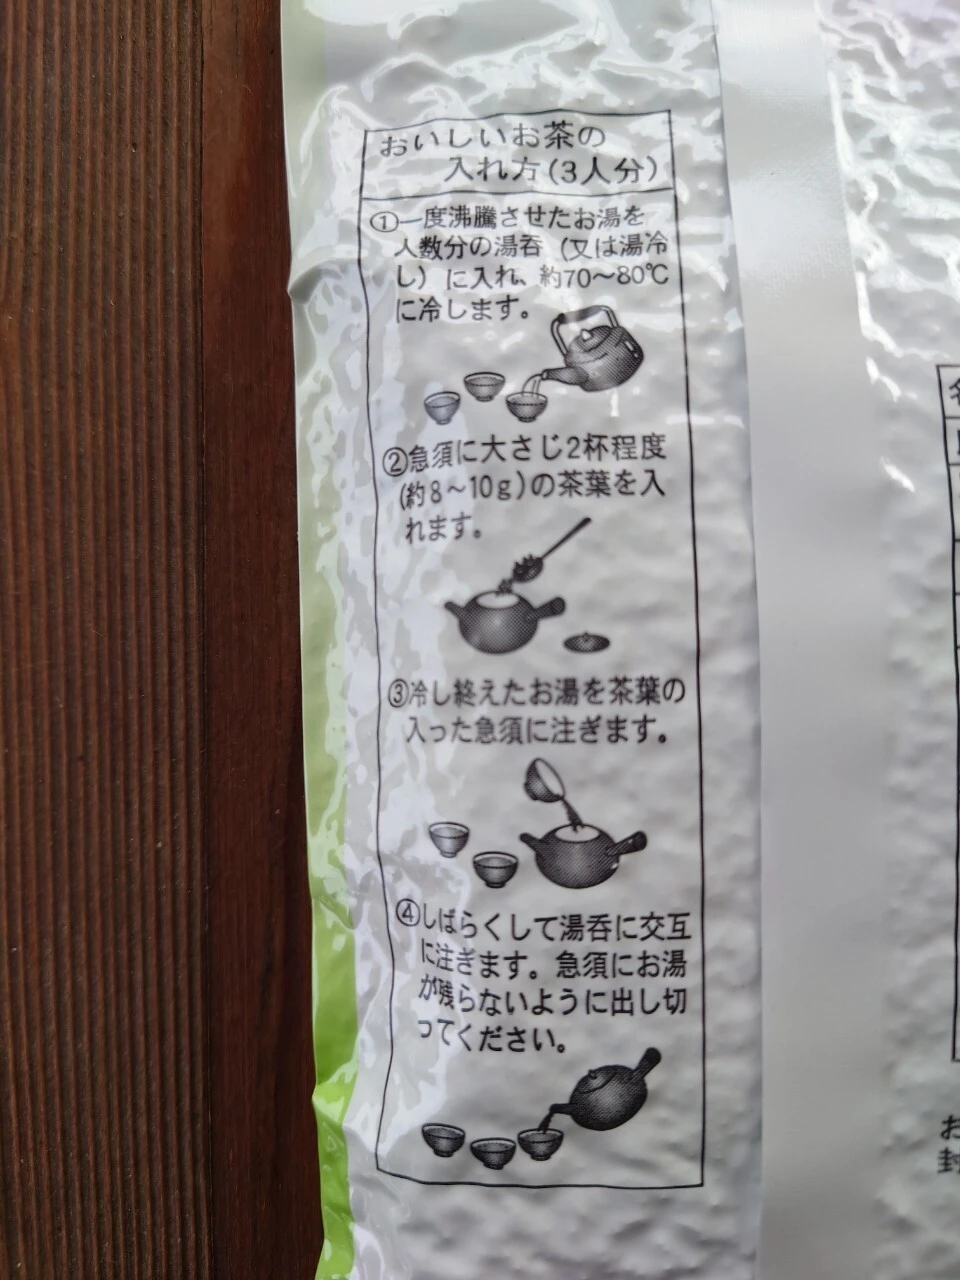 おいしいお茶の
入れ方(3人分)
①一度沸騰させたお湯を
人数分の湯呑（又は湯冷
し）に入れ、約70～80℃
に冷します。
②急須に大さじ2杯程度
(約8～10g)の茶葉を入
れます。
③冷し終えたお湯を茶葉の
入った急須に注ぎます。
④しばらくして湯呑に交互
に注ぎます。急須にお湯
が残らないように出し切
ってください。
お
封